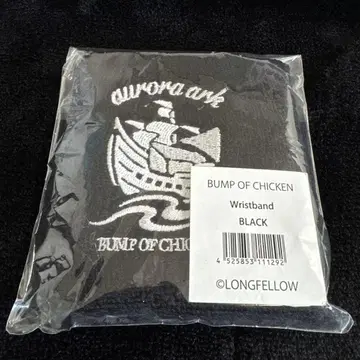 aurora ark
BUMP OF CHIC
BUMP OF CHICKEN
Wristband
BLACK
4 525853 111292
©LONGFELLOW